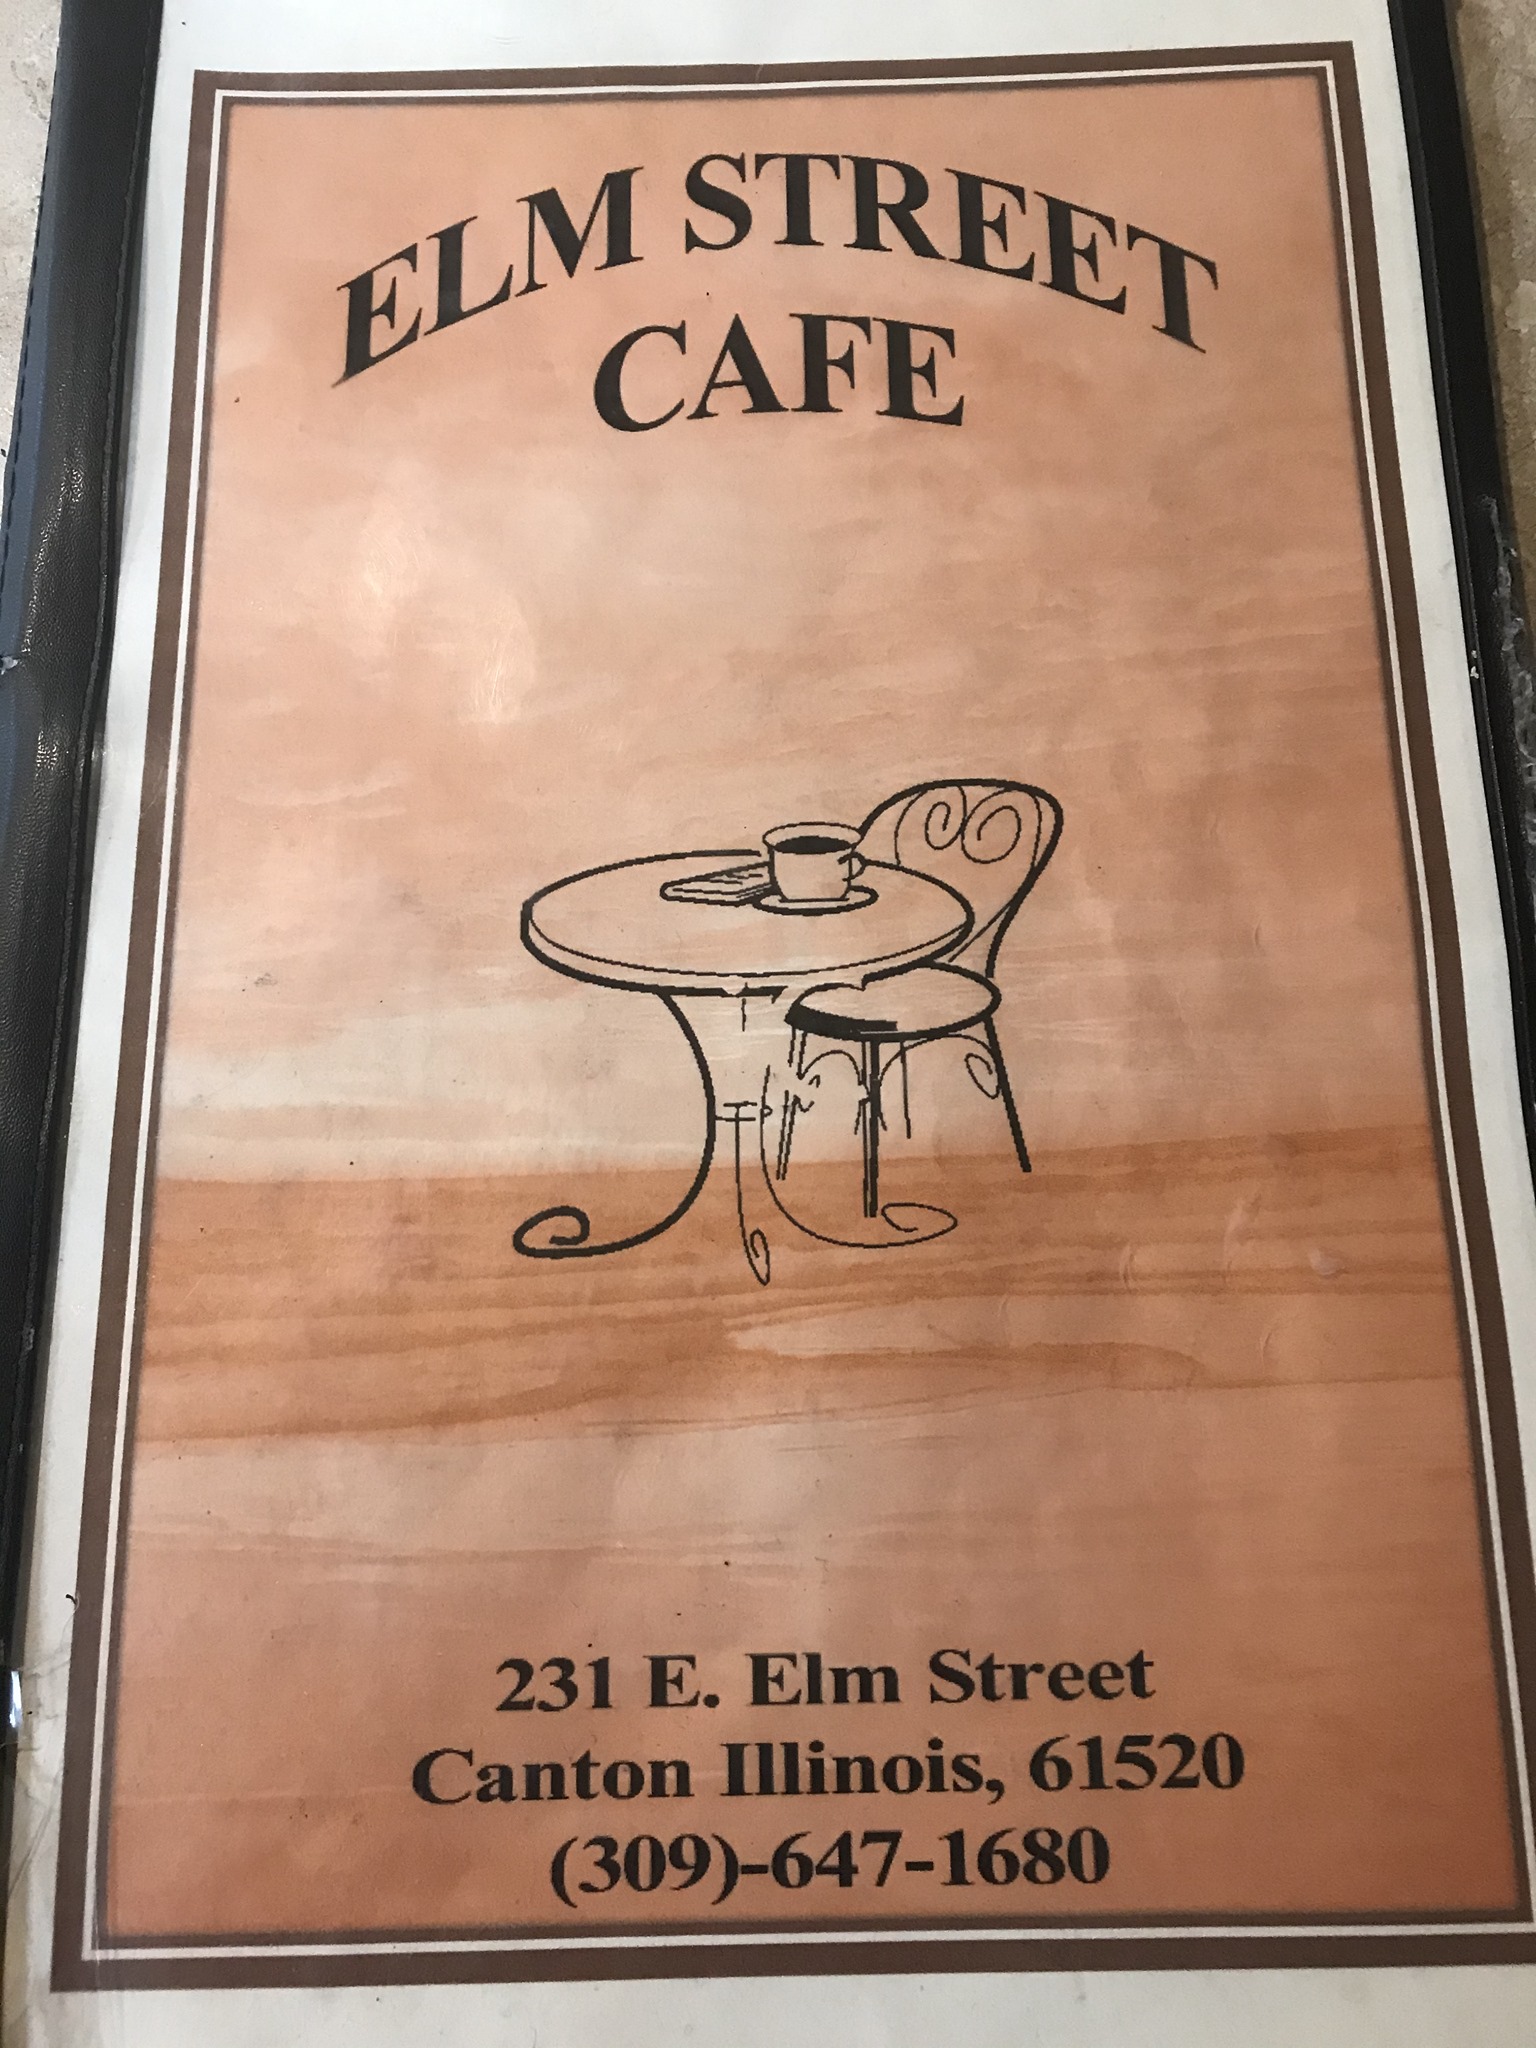 ELM STREET
CAFE
231 E. Elm Street
Canton Illinois, 61520
(309)-647-1680